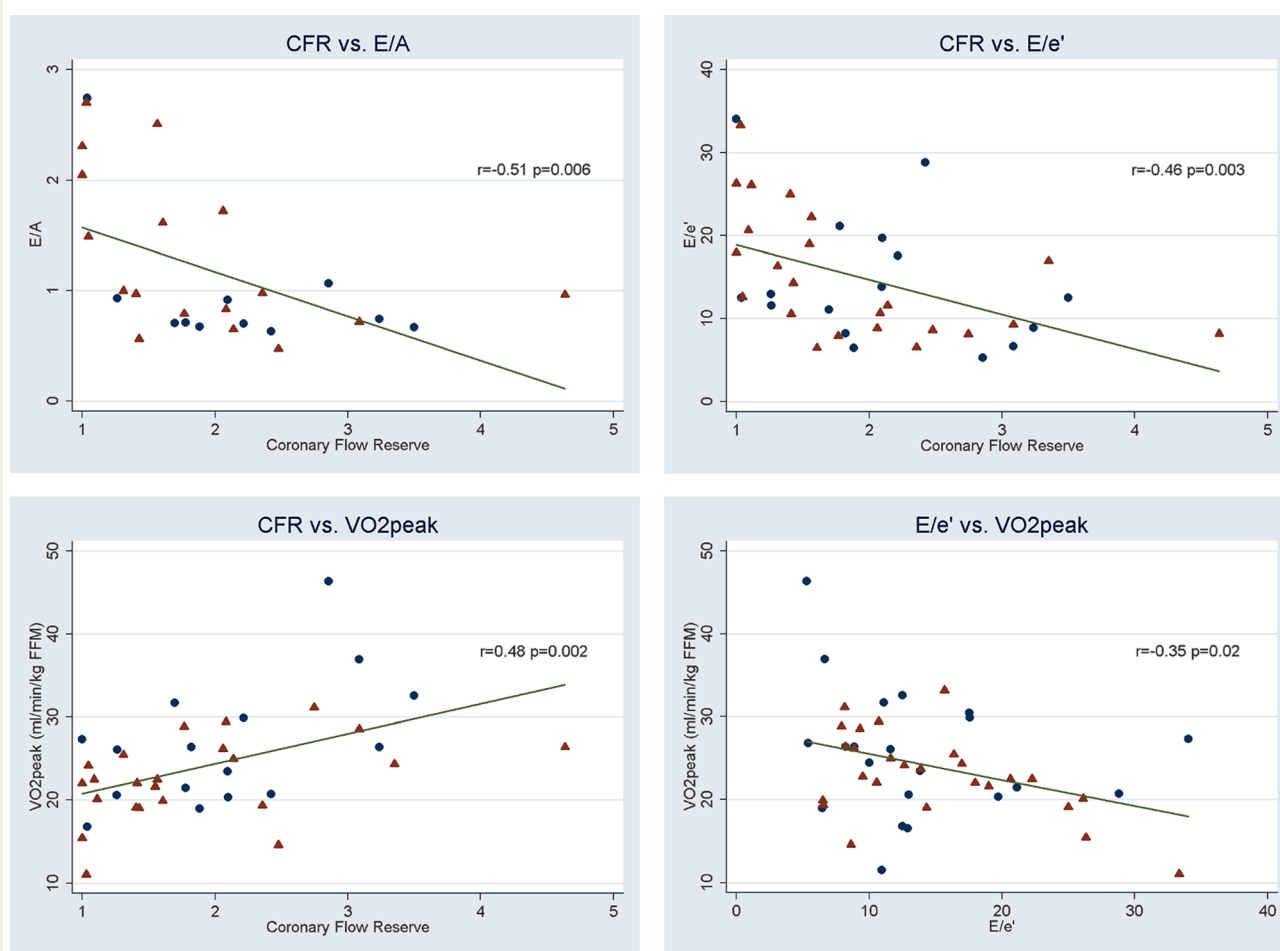 CFR vs. E/A
3
2
1
0
E/A
r=-0.51 p=0.006
1 2 3 4 5
Coronary Flow Reserve
CFR vs. E/e'
40
30
20
10
0
E/e'
r=-0.46 p=0.003
1 2 3 4 5
Coronary Flow Reserve
CFR vs. VO2peak
50
40
30
20
10
VO2peak (ml/min/kg FFM)
r=0.48 p=0.002
1 2 3 4 5
Coronary Flow Reserve
E/e' vs. VO2peak
50
40
30
20
10
VO2peak (ml/min/kg FFM)
r=-0.35 p=0.02
0 10 20 30 40
E/e'